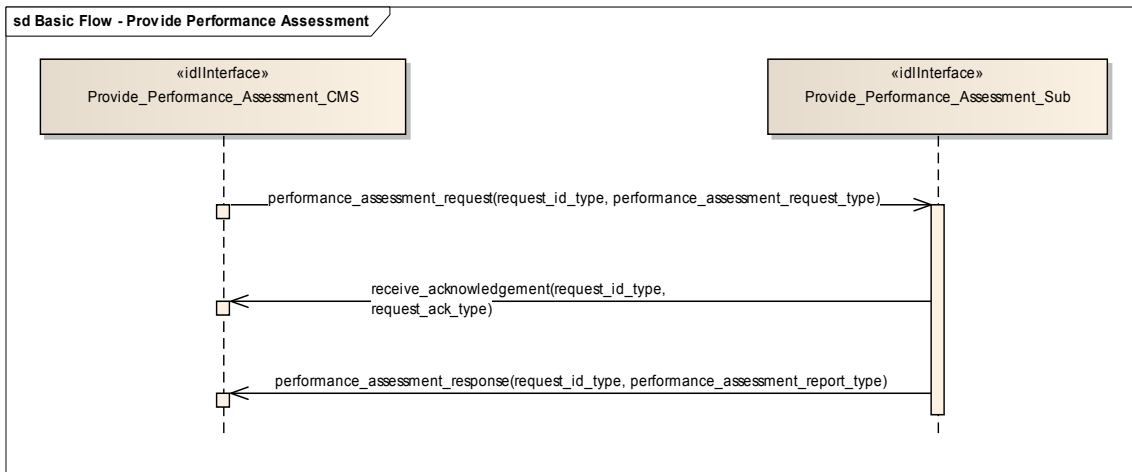 sd Basic Flow - Provide Performance Assessment
«idlInterface»
Provide_Performance_Assessment_CMS
«idlInterface»
Provide_Performance_Assessment_Sub
performance_assessment_request(request_id_type, performance_assessment_request_type)
receive_acknowledgement(request_id_type,
request_ack_type)
performance_assessment_response(request_id_type, performance_assessment_report_type)